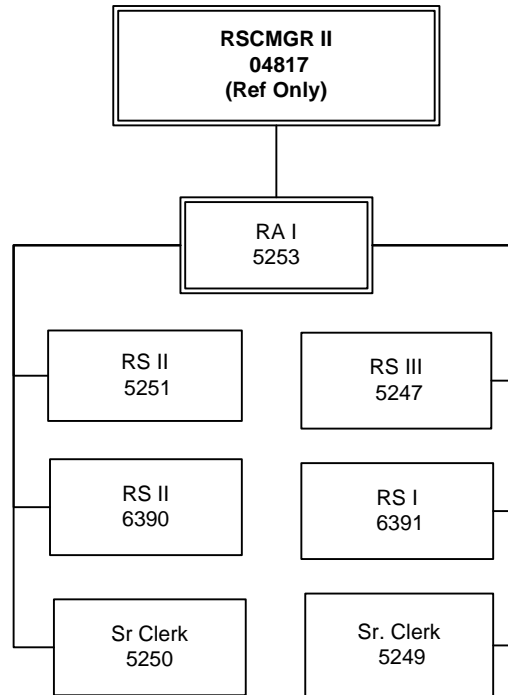 RSCMGR II
04817
(Ref Only)
RA I
5253
RS II
5251
RS III
5247
RS II
6390
RS I
6391
Sr Clerk
5250
Sr. Clerk
5249